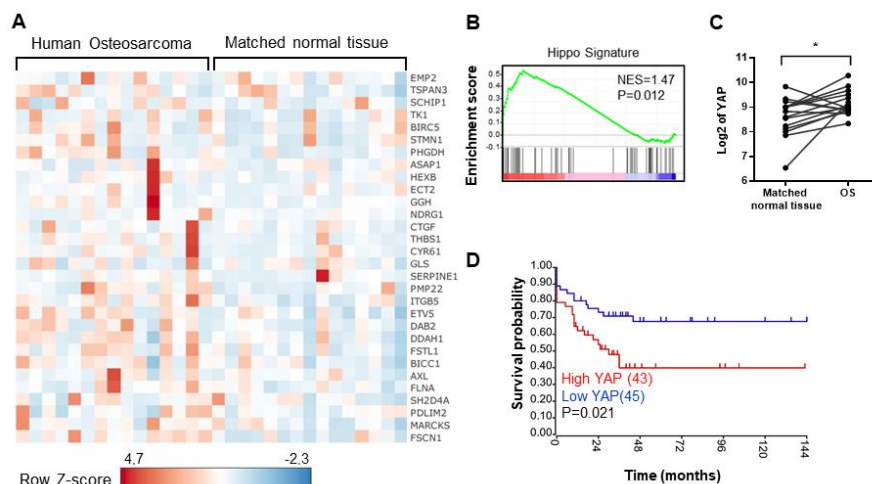 A
Human Osteosarcoma
Matched normal tissue
EMP2
TSPAN3
SCHIP1
TK1
BIRC5
STMN1
PHGDH
ASAP1
HEXB
ECT2
GGH
NDRG1
CTGF
THBS1
CYR61
GLS
SERPINE1
PMP22
ITGB5
ETV5
DAB2
DDAH1
FSTL1
BICC1
AXL
FLNA
SH2D4A
PDLIM2
MARCKS
FSCN1
Row Z-score
4,7
-2,3
B
Hippo Signature
Enrichment score
0.5
0.4
0.3
0.2
0.1
0.0
-0.1
NES=1.47
P=0.012
C
*
Log2 of YAP
11
10
9
8
7
6
Matched
normal tissue
OS
D
Survival probability
1.00
0.90
0.80
0.70
0.60
0.50
0.40
0.30
0.20
0.10
0.00
High YAP (43)
Low YAP(45)
P=0.021
0
24
48
72
96
120
144
Time (months)